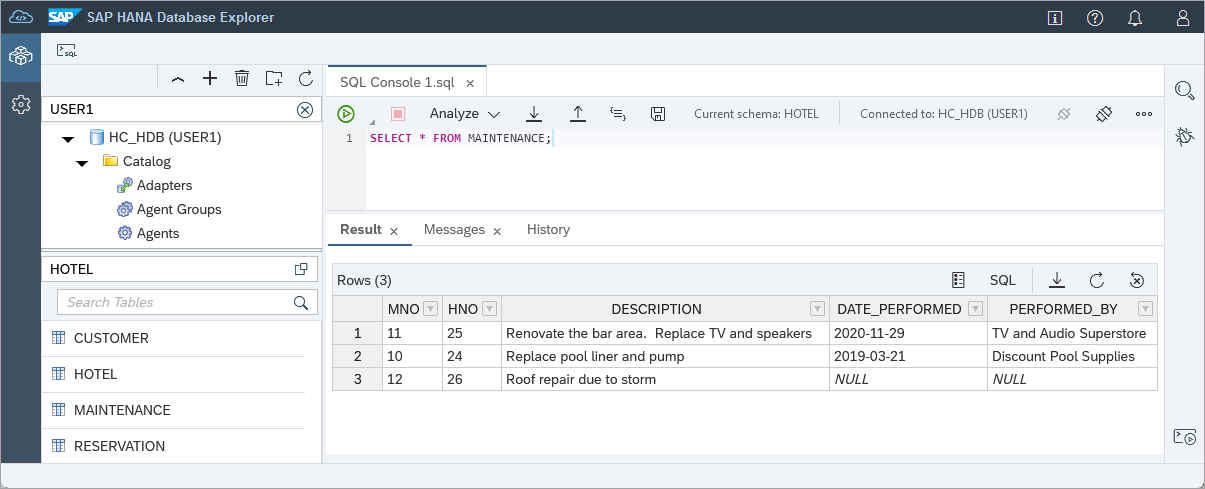 SAP SAP HANA Database Explorer
SQL
USER1
HC_HDB (USER1)
Catalog
Adapters
Agent Groups
Agents
HOTEL
Search Tables
CUSTOMER
HOTEL
MAINTENANCE
RESERVATION
SQL Console 1.sql
Analyze Current schema: HOTEL Connected to: HC_HDB (USER1)
1 SELECT * FROM MAINTENANCE;
Result Messages History
Rows (3) SQL
MNO HNO DESCRIPTION DATE_PERFORMED PERFORMED_BY
1 11 25 Renovate the bar area.  Replace TV and speakers 2020-11-29 TV and Audio Superstore
2 10 24 Replace pool liner and pump 2019-03-21 Discount Pool Supplies
3 12 26 Roof repair due to storm NULL NULL